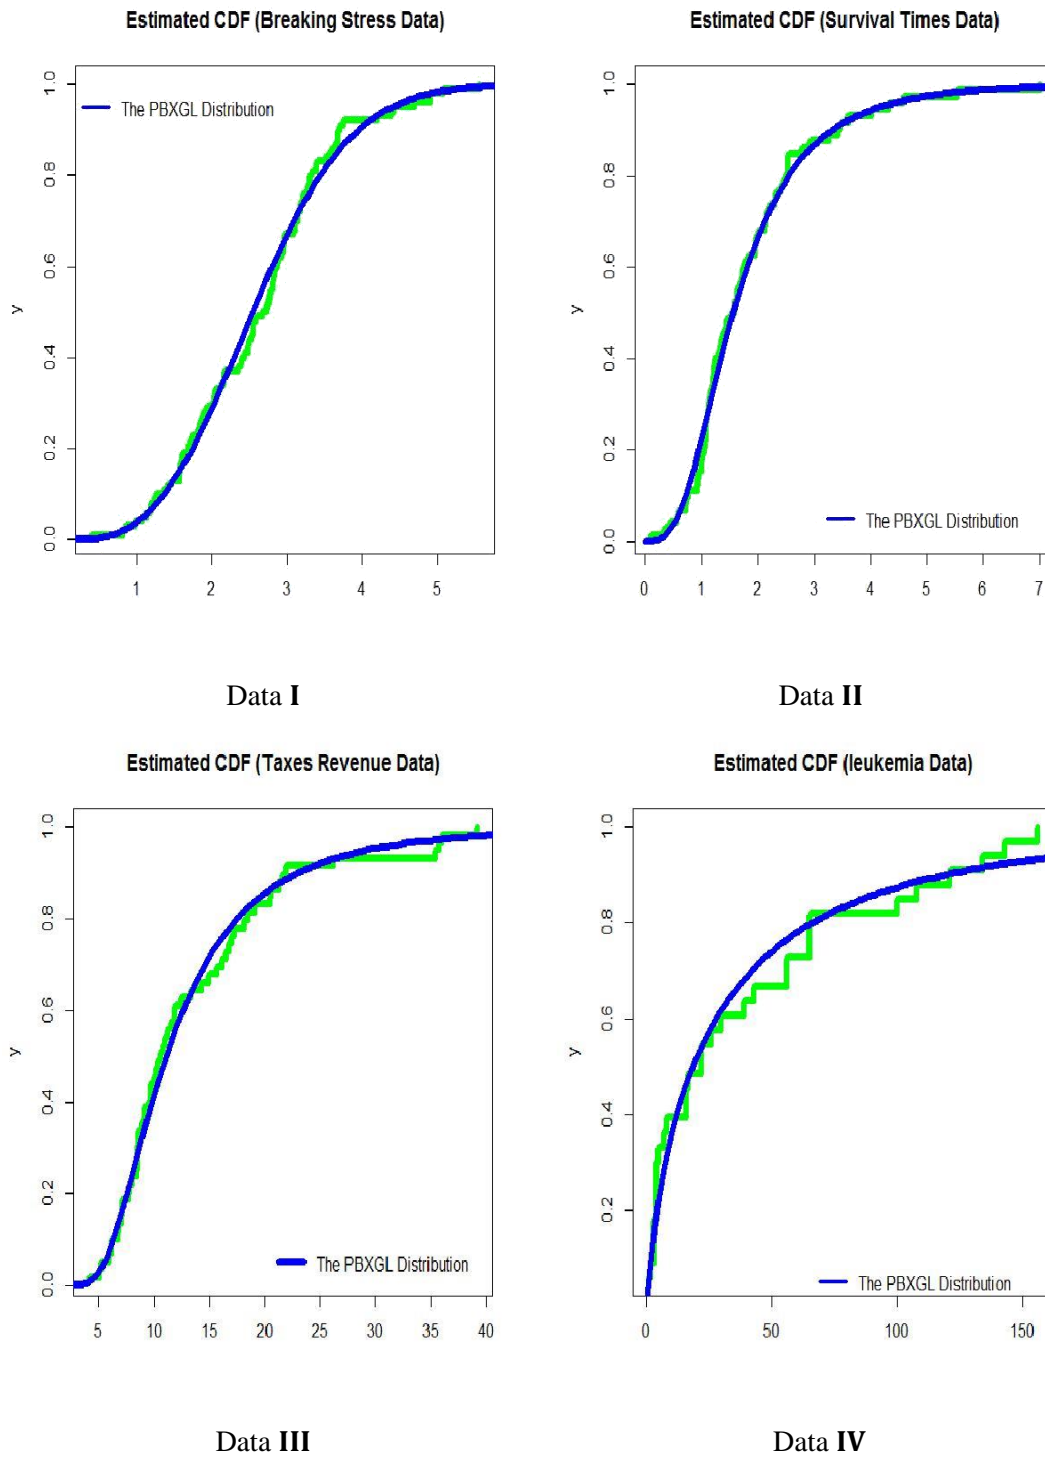 Estimated CDF (Breaking Stress Data)
y
0.0 0.2 0.4 0.6 0.8 1.0
The PBXGL Distribution
1 2 3 4 5
Data I
Estimated CDF (Survival Times Data)
y
0.0 0.2 0.4 0.6 0.8 1.0
The PBXGL Distribution
0 1 2 3 4 5 6 7
Data II
Estimated CDF (Taxes Revenue Data)
y
0.0 0.2 0.4 0.6 0.8 1.0
The PBXGL Distribution
5 10 15 20 25 30 35 40
Data III
Estimated CDF (leukemia Data)
y
0.2 0.4 0.6 0.8 1.0
The PBXGL Distribution
0 50 100 150
Data IV